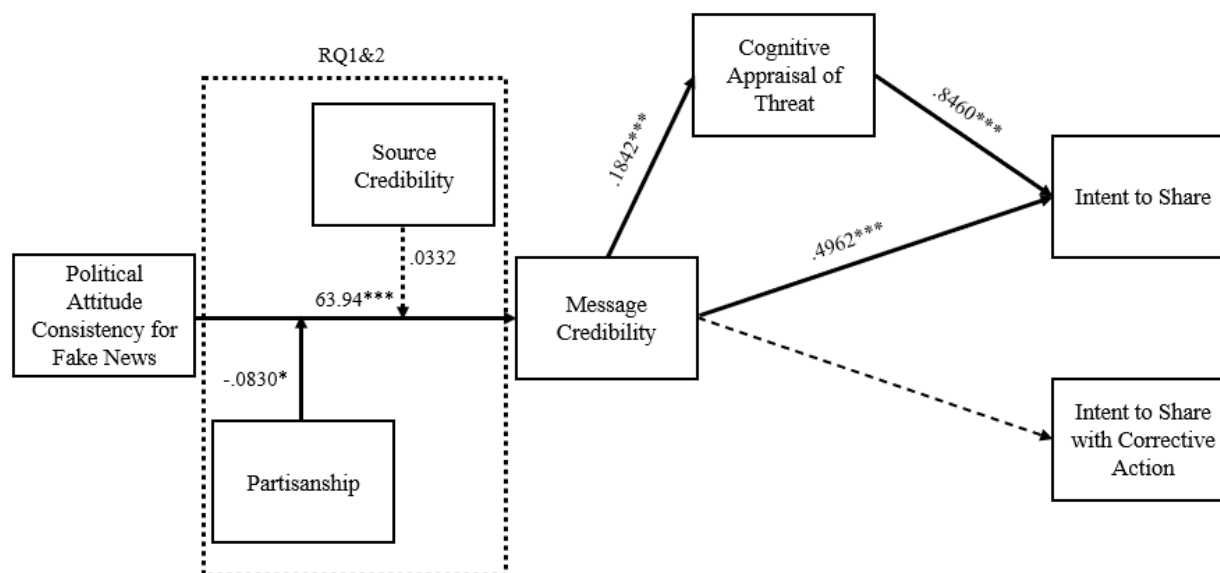 RQ1&2
Source
Credibility
.0332
Political
Attitude
Consistency for
Fake News
63.94***
-.0830*
Partisanship
Message
Credibility
.1842***
Cognitive
Appraisal of
Threat
.8460***
.4962***
Intent to Share
Intent to Share
with Corrective
Action